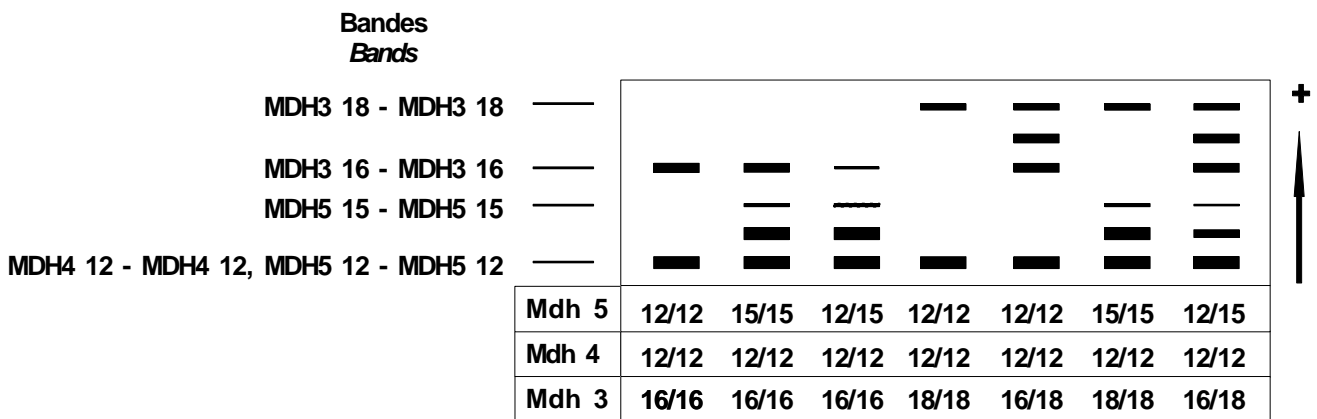 Bandes
Bands
MDH3 18 - MDH3 18
+
MDH3 16 - MDH3 16
MDH5 15 - MDH5 15
MDH4 12 - MDH4 12, MDH5 12 - MDH5 12
Mdh 5 12/12 15/15 12/15 12/12 12/12 15/15 12/15
Mdh 4 12/12 12/12 12/12 12/12 12/12 12/12 12/12
Mdh 3 16/16 16/16 16/16 18/18 16/18 18/18 16/18